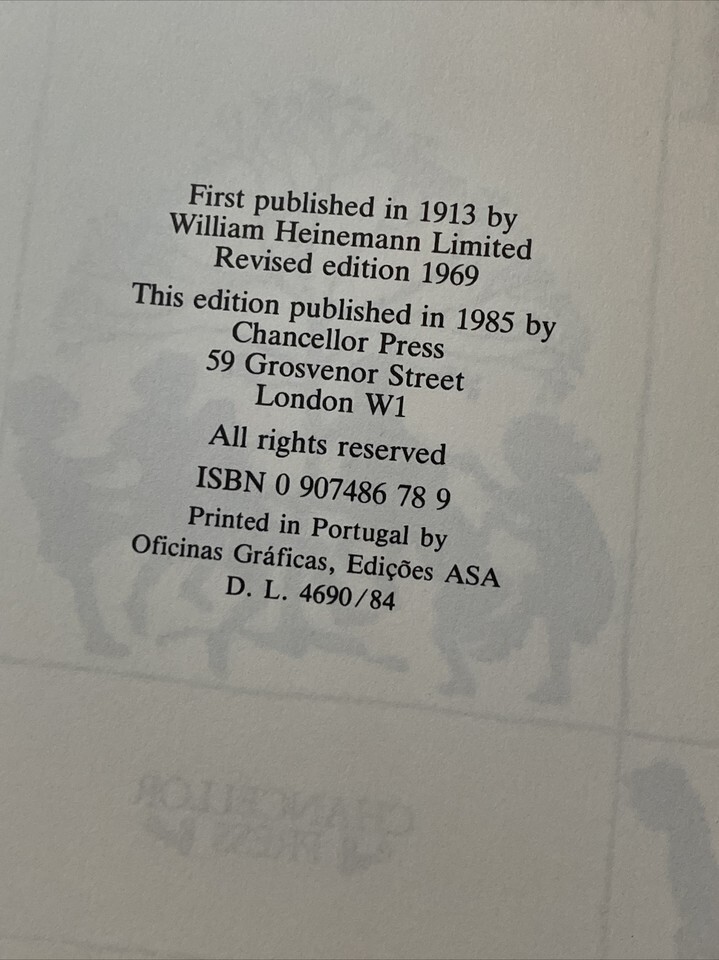 First published in 1913 by
William Heinemann Limited
Revised edition 1969
This edition published in 1985 by
Chancellor Press
59 Grosvenor Street
London W1
All rights reserved
ISBN 0 907486 78 9
Printed in Portugal by
Oficinas Gráficas, Edições ASA
D. L. 4690/84
CHANCELLOR
PRESS